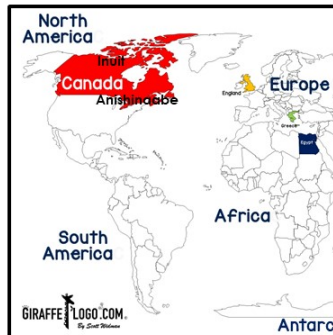 North
America
Inuit
Canada
Anishinaabe
England
Europe
Greece
Egypt
Africa
South
America
GIRAFFE LOGO.COM
By Scott Widman
Antarc